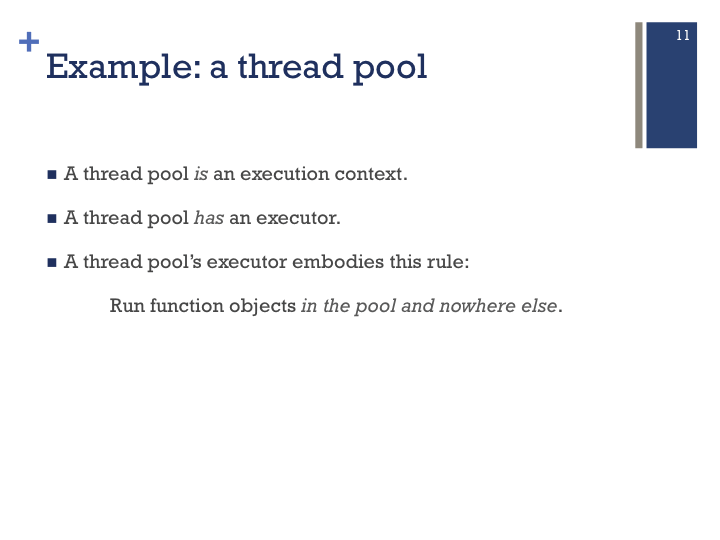 11
+
Example: a thread pool
■ A thread pool is an execution context.
■ A thread pool has an executor.
■ A thread pool’s executor embodies this rule:
Run function objects in the pool and nowhere else.